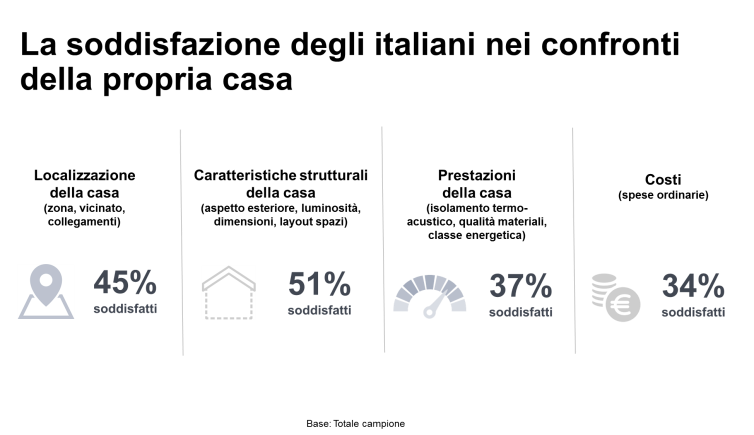 La soddisfazione degli italiani nei confronti
della propria casa
Localizzazione
della casa
(zona, vicinato,
collegamenti)
45%
soddisfatti
Caratteristiche strutturali
della casa
(aspetto esteriore, luminosità,
dimensioni, layout spazi)
51%
soddisfatti
Prestazioni
della casa
(isolamento termo-
acustico, qualità materiali,
classe energetica)
37%
soddisfatti
Costi
(spese ordinarie)
€
34%
soddisfatti
Base: Totale campione